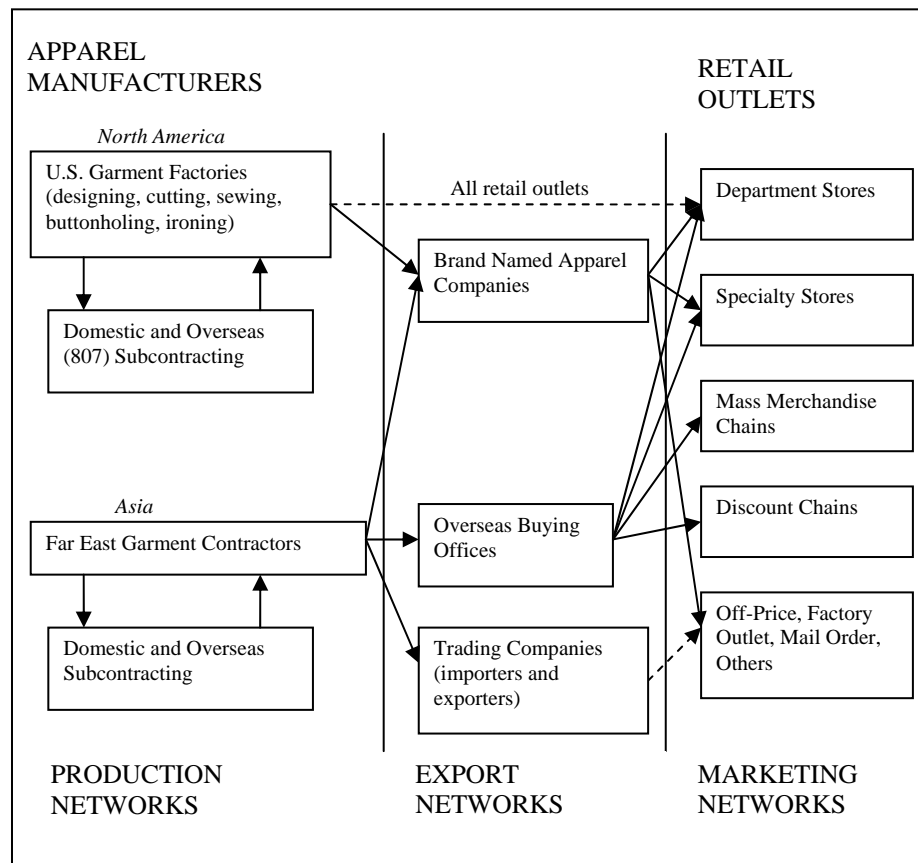 APPAREL
MANUFACTURERS
North America
U.S. Garment Factories
(designing, cutting, sewing,
buttonholing, ironing)
Domestic and Overseas
(807) Subcontracting
Asia
Far East Garment Contractors
Domestic and Overseas
Subcontracting
PRODUCTION
NETWORKS
All retail outlets
Brand Named Apparel
Companies
Overseas Buying
Offices
Trading Companies
(importers and
exporters)
EXPORT
NETWORKS
RETAIL
OUTLETS
Department Stores
Specialty Stores
Mass Merchandise
Chains
Discount Chains
Off-Price, Factory
Outlet, Mail Order,
Others
MARKETING
NETWORKS